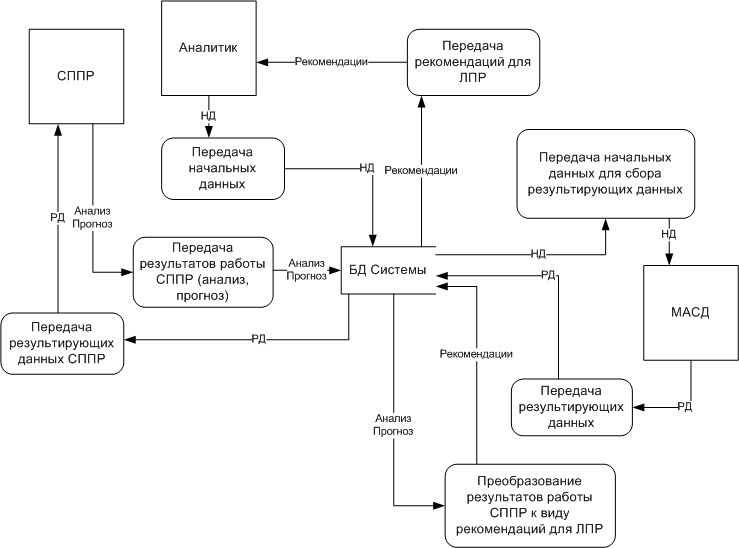 СППР
Аналитик
Передача
рекомендаций для
ЛПР
Рекомендации
НД
Передача
начальных
данных
НД
Рекомендации
Передача начальных
данных для сбора
результирующих данных
РД
Анализ
Прогноз
НД
Передача
результатов работы
СППР (анализ,
прогноз)
Анализ
Прогноз
БД Системы
НД
РД
МАСД
Передача
результирующих
данных СППР
РД
Рекомендации
Передача
результирующих
данных
РД
Анализ
Прогноз
Преобразование
результатов работы
СППР к виду
рекомендаций для ЛПР